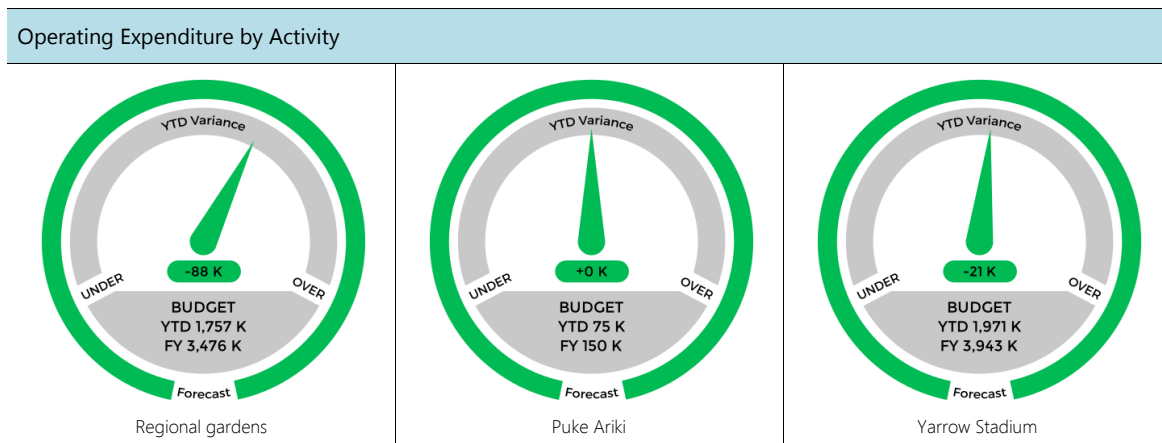 Operating Expenditure by Activity
YTD Variance
-88 K
UNDER
OVER
BUDGET
YTD 1,757 K
FY 3,476 K
Forecast
Regional gardens
YTD Variance
+0 K
UNDER
OVER
BUDGET
YTD 75 K
FY 150 K
Forecast
Puke Ariki
YTD Variance
-21 K
UNDER
OVER
BUDGET
YTD 1,971 K
FY 3,943 K
Forecast
Yarrow Stadium